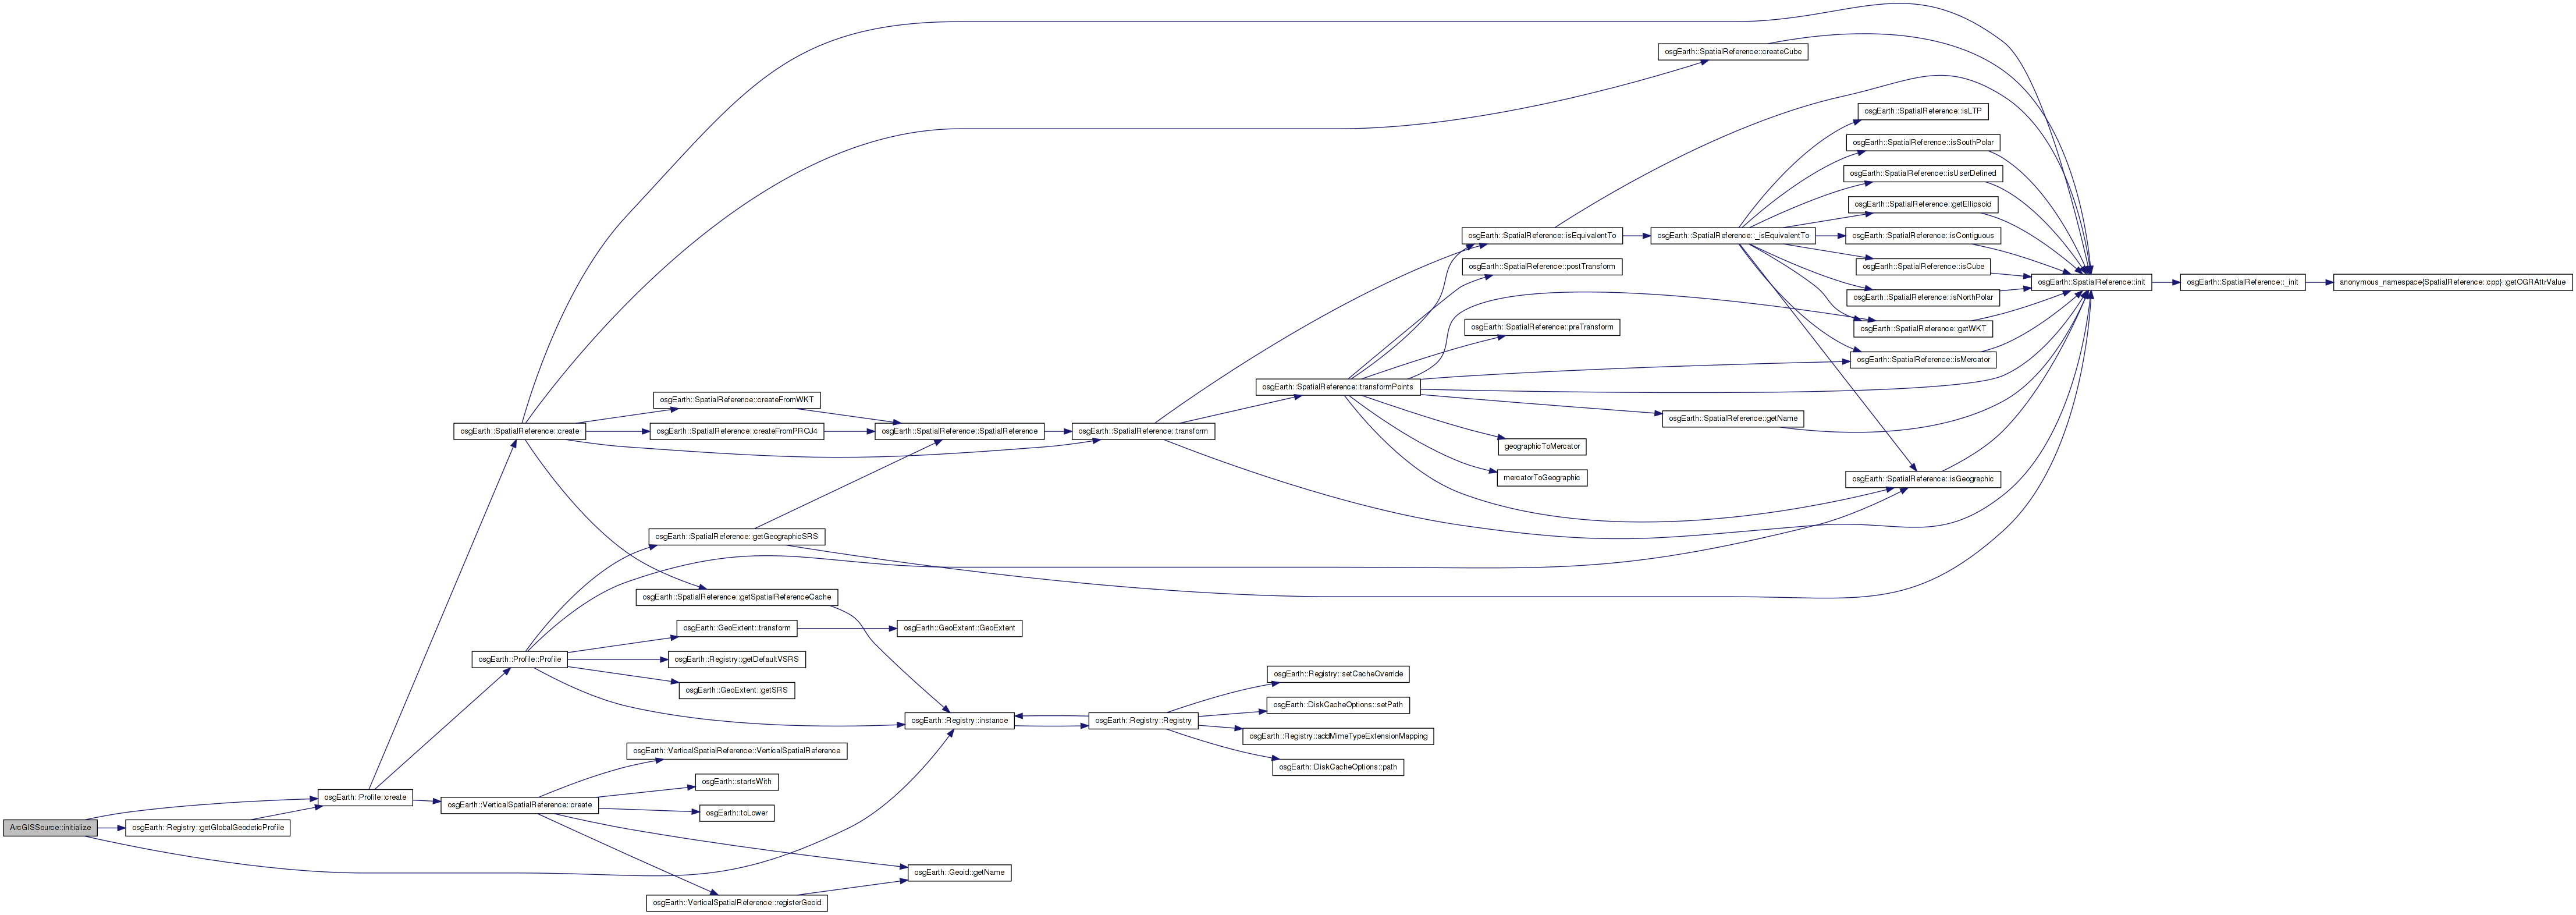 ArcGISSource::initialize
osgEarth::Registry::getGlobalGeodeticProfile
osgEarth::Profile::create
osgEarth::SpatialReference::create
osgEarth::Profile::Profile
osgEarth::VerticalSpatialReference::create
osgEarth::SpatialReference::createFromWKT
osgEarth::SpatialReference::createFromPROJ4
osgEarth::SpatialReference::getGeographicSRS
osgEarth::SpatialReference::getSpatialReferenceCache
osgEarth::GeoExtent::transform
osgEarth::Registry::getDefaultVSRS
osgEarth::GeoExtent::getSRS
osgEarth::VerticalSpatialReference::VerticalSpatialReference
osgEarth::startsWith
osgEarth::toLower
osgEarth::VerticalSpatialReference::registerGeoid
osgEarth::SpatialReference::SpatialReference
osgEarth::GeoExtent::GeoExtent
osgEarth::Registry::instance
osgEarth::Geoid::getName
osgEarth::SpatialReference::transform
osgEarth::Registry::Registry
osgEarth::SpatialReference::transformPoints
osgEarth::Registry::setCacheOverride
osgEarth::DiskCacheOptions::setPath
osgEarth::Registry::addMimeTypeExtensionMapping
osgEarth::DiskCacheOptions::path
osgEarth::SpatialReference::isEquivalentTo
osgEarth::SpatialReference::postTransform
osgEarth::SpatialReference::preTransform
geographicToMercator
mercatorToGeographic
osgEarth::SpatialReference::createCube
osgEarth::SpatialReference::_isEquivalentTo
osgEarth::SpatialReference::getName
osgEarth::SpatialReference::isLTP
osgEarth::SpatialReference::isSouthPolar
osgEarth::SpatialReference::isUserDefined
osgEarth::SpatialReference::getEllipsoid
osgEarth::SpatialReference::isContiguous
osgEarth::SpatialReference::isCube
osgEarth::SpatialReference::isNorthPolar
osgEarth::SpatialReference::getWKT
osgEarth::SpatialReference::isMercator
osgEarth::SpatialReference::isGeographic
osgEarth::SpatialReference::init
osgEarth::SpatialReference::_init
anonymous_namespace{SpatialReference::cpp}::getOGRAttrValue